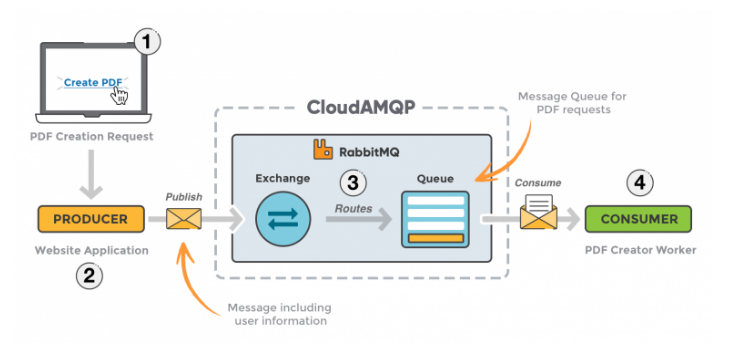 1
Create PDF
PDF Creation Request
CloudAMQP
Message Queue for
PDF requests
RabbitMQ
Exchange
3
Queue
Routes
Publish
Consume
4
PRODUCER
CONSUMER
Website Application
PDF Creator Worker
2
Message including
user information